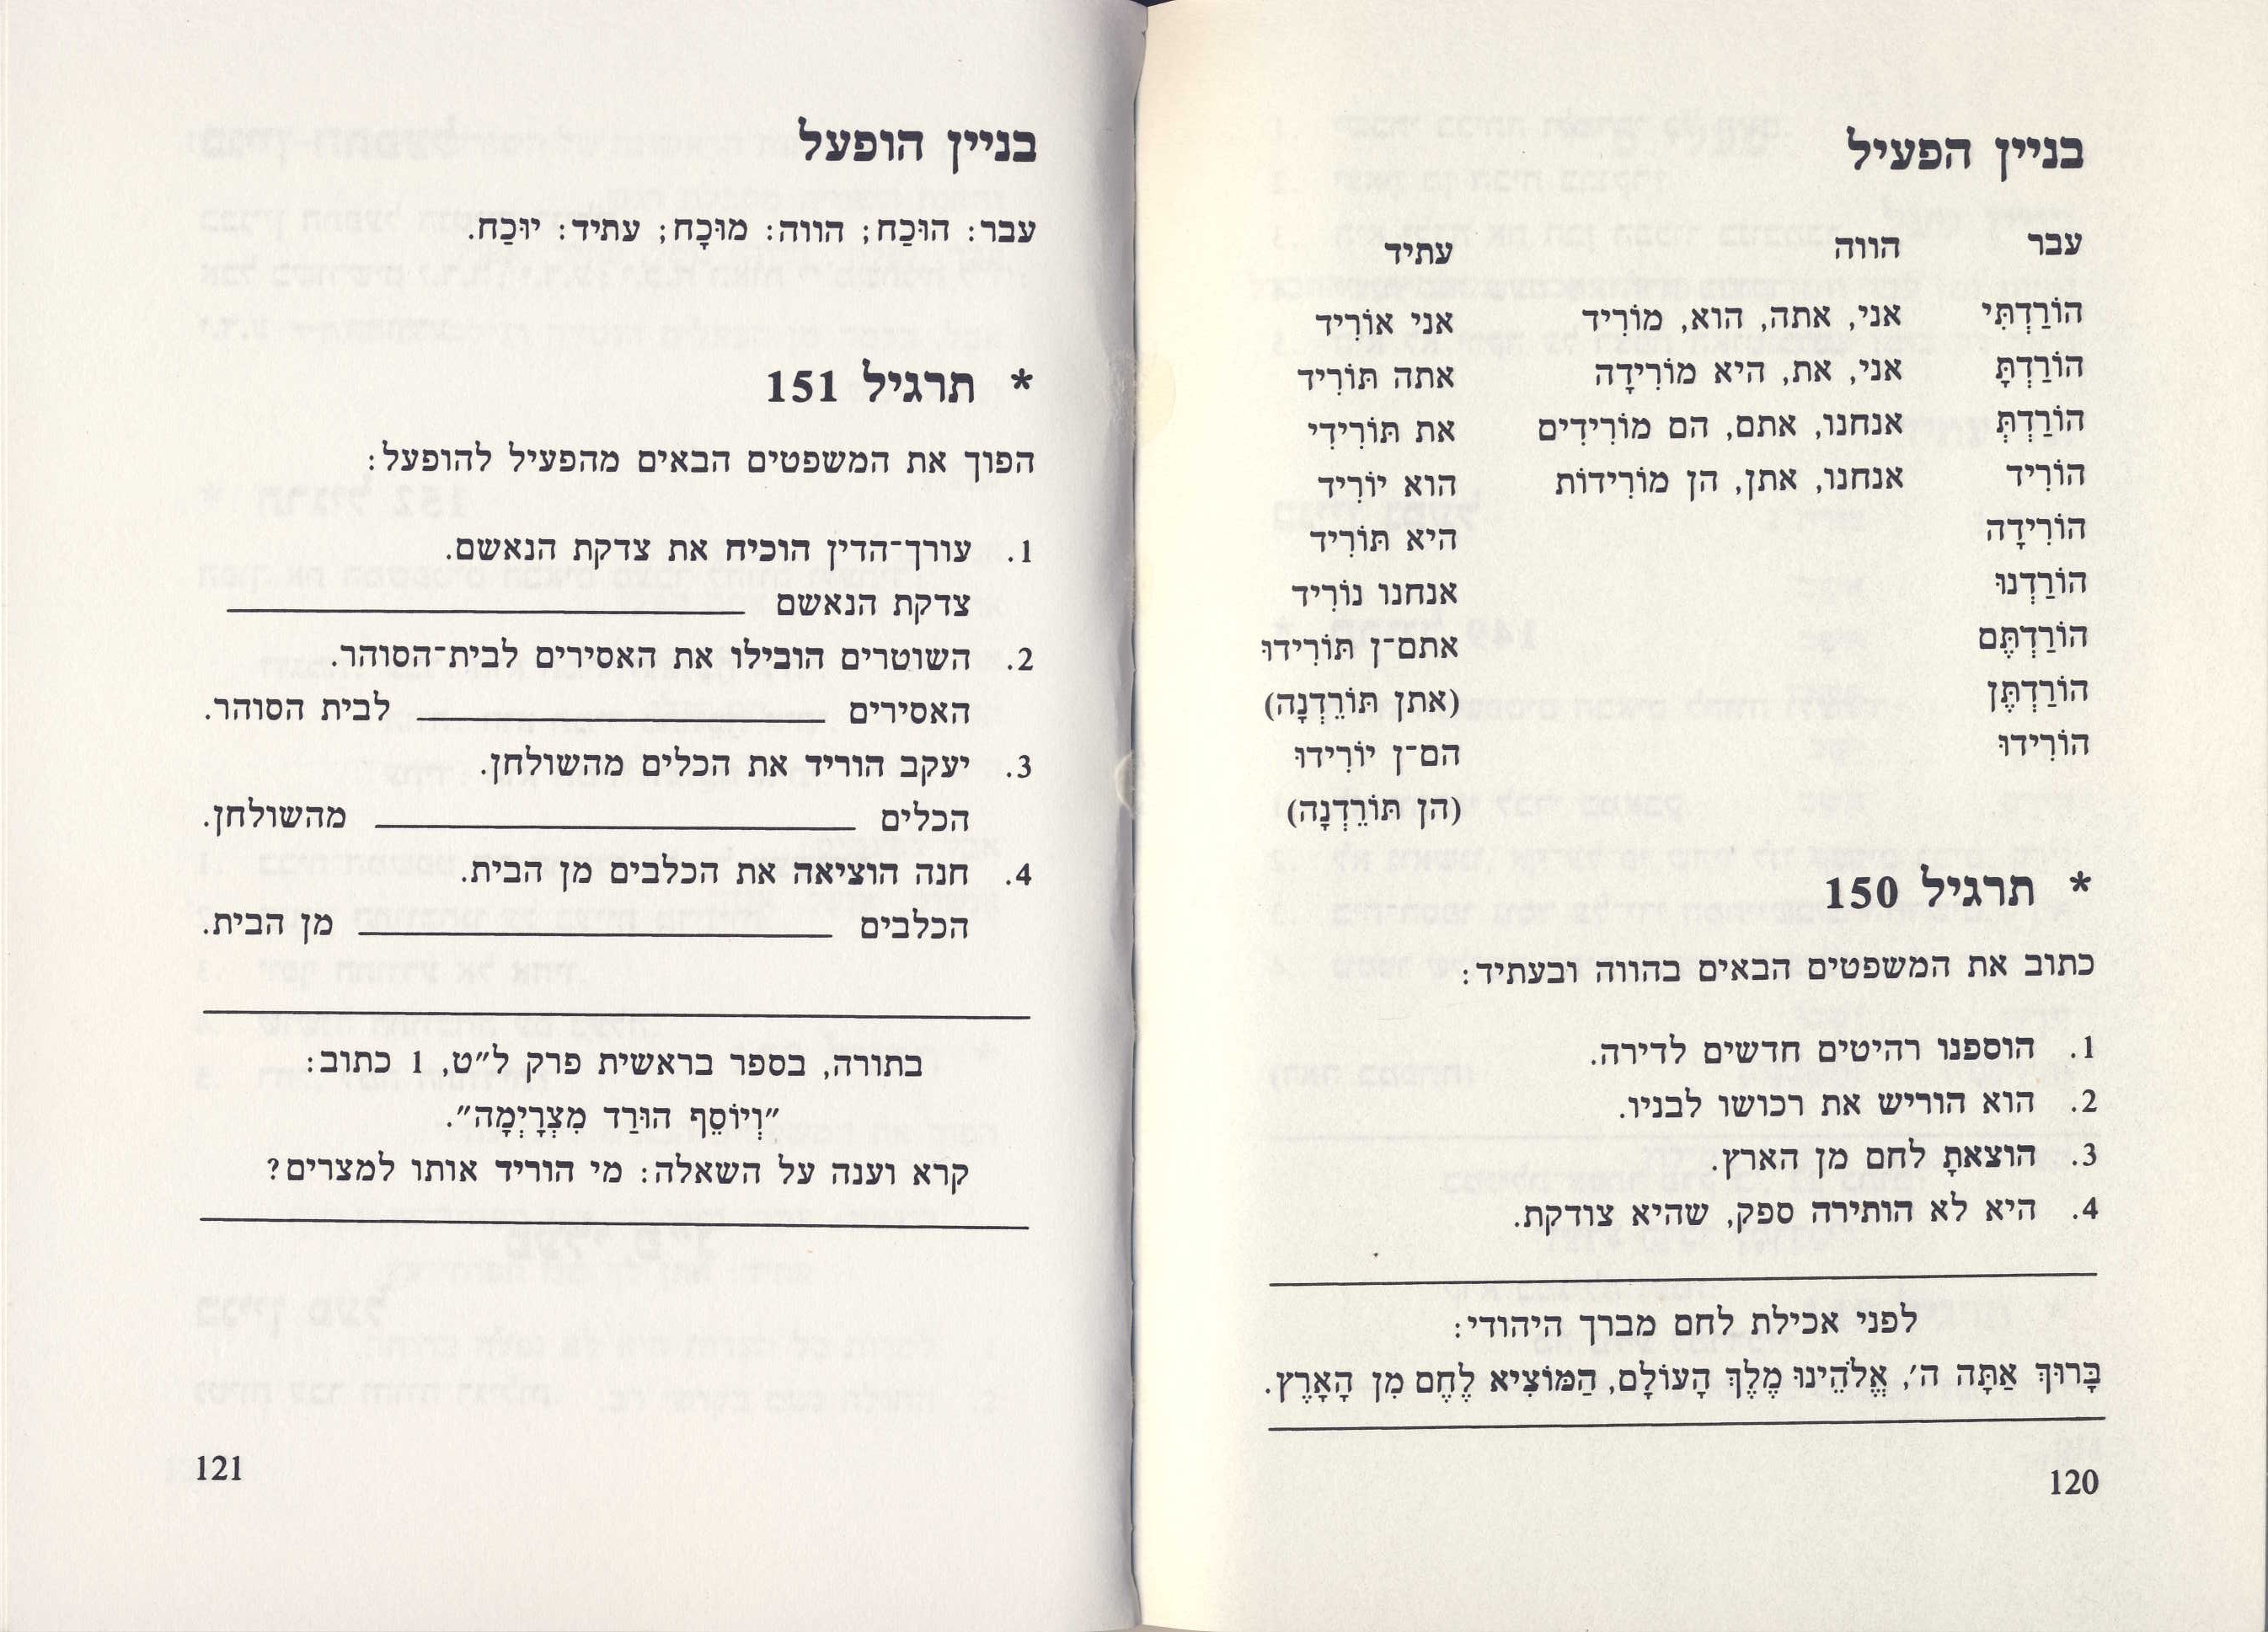 בניין הפעיל
עבר הווה עתיד
הוֹרַדְתִּי אני, אתה, הוא, מוֹרִיד אני אוֹרִיד
הוֹרַדְתָּ אני, את, היא מוֹרִידָה אתה תּוֹרִיד
הוֹרַדְתְּ אנחנו, אתם, הם מוֹרִידִים את תּוֹרִידִי
הוֹרִיד אנחנו, אתן, הן מוֹרִידוֹת הוא יוֹרִיד
הוֹרִידָה היא תּוֹרִיד
הוֹרַדְנוּ אנחנו נוֹרִיד
הוֹרַדְתֶּם אתם־ן תּוֹרִידוּ
הוֹרַדְתֶּן (אתן תּוֹרֵדְנָה)
הוֹרִידוּ הם־ן יוֹרִידוּ
(הן תּוֹרֵדְנָה)
* תרגיל 150
כתוב את המשפטים הבאים בהווה ובעתיד:
1. הוספנו רהיטים חדשים לדירה.
2. הוא הוריש את רכושו לבניו.
3. הוצאתָ לחם מן הארץ.
4. היא לא הותירה ספק, שהיא צודקת.
לפני אכילת לחם מברך היהודי:
בָּרוּךְ אַתָּה ה׳, אֱלֹהֵינוּ מֶלֶךְ הָעוֹלָם, הַמּוֹצִיא לֶחֶם מִן הָאָרֶץ.
120
בניין הופעל
עבר: הוּכַח; הווה: מוּכָח; עתיד: יוּכַח.
* תרגיל 151
הפוך את המשפטים הבאים מהפעיל להופעל:
1. עורך־הדין הוכיח את צדקת הנאשם.
צדקת הנאשם ________
2. השוטרים הובילו את האסירים לבית־הסוהר.
האסירים ________ לבית הסוהר.
3. יעקב הוריד את הכלים מהשולחן.
הכלים ________ מהשולחן.
4. חנה הוציאה את הכלבים מן הבית.
הכלבים ________ מן הבית.
בתורה, בספר בראשית פרק ל״ט, 1 כתוב:
״וְיוֹסֵף הוּרַד מִצְרָיְמָה״.
קרא וענה על השאלה: מי הוריד אותו למצרים?
121